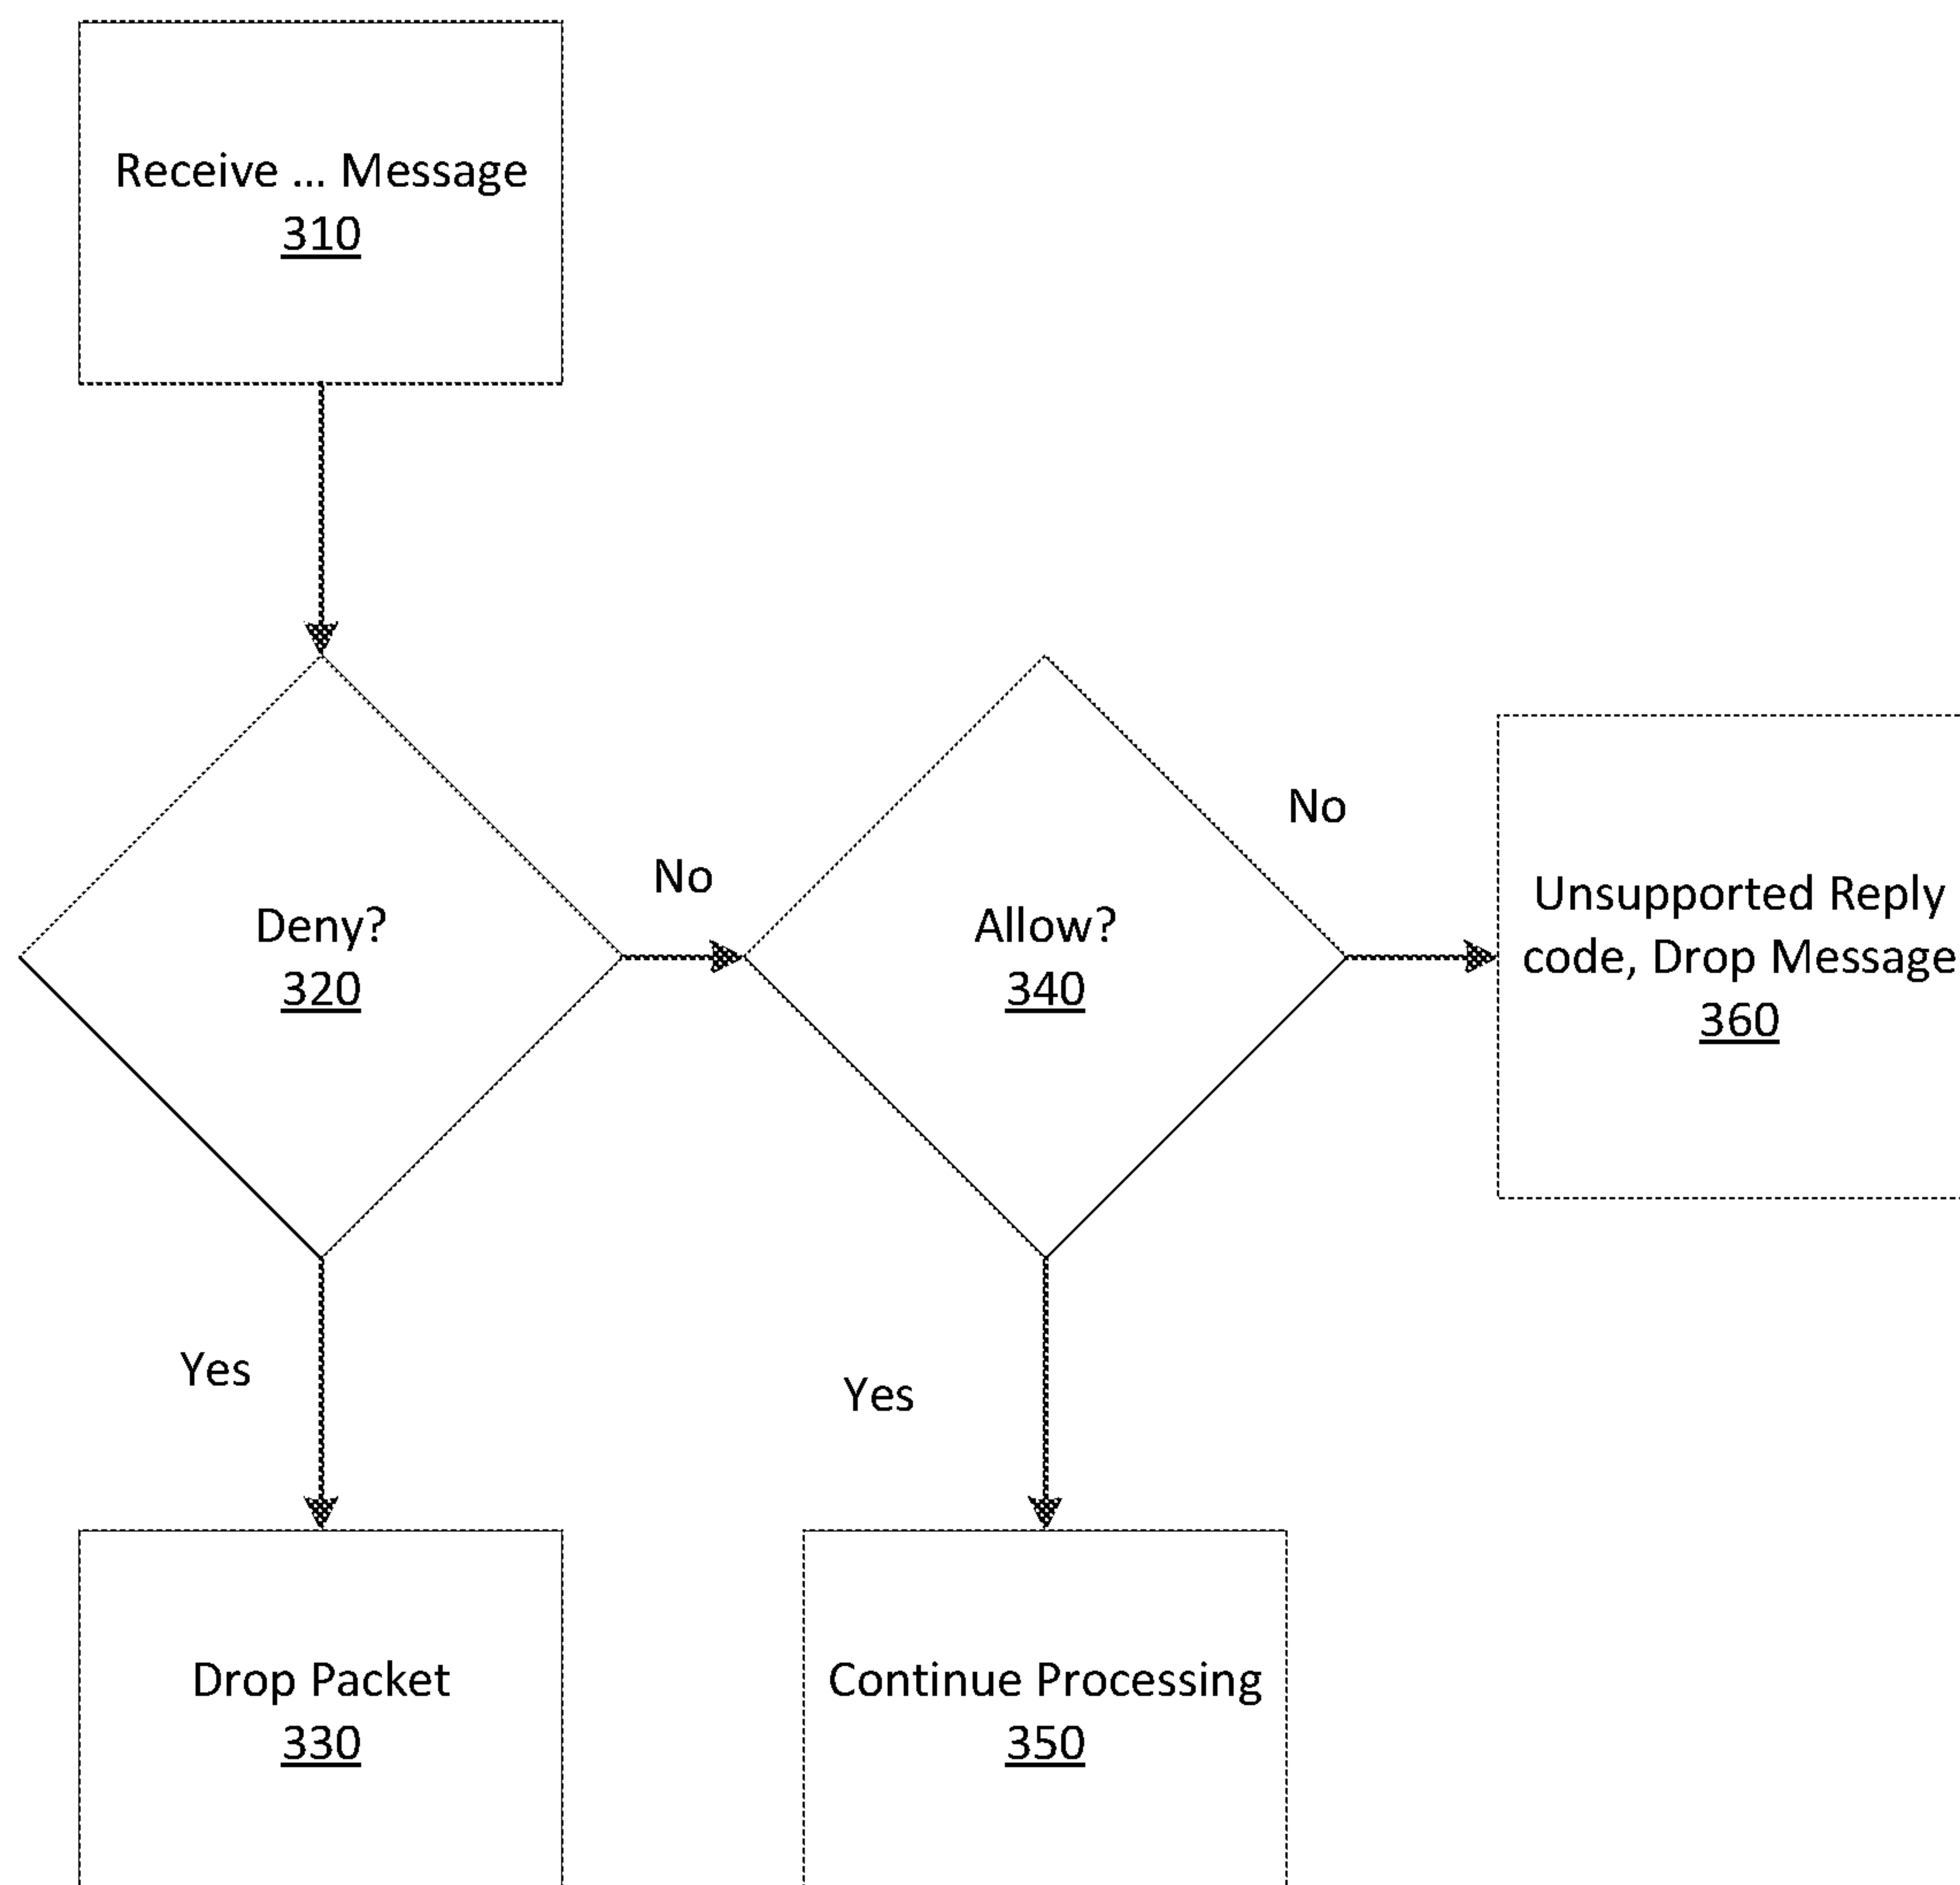 Receive ... Message
310
Deny?
320
No
Allow?
340
No
Unsupported Reply
code, Drop Message
360
Yes
Yes
Drop Packet
330
Continue Processing
350